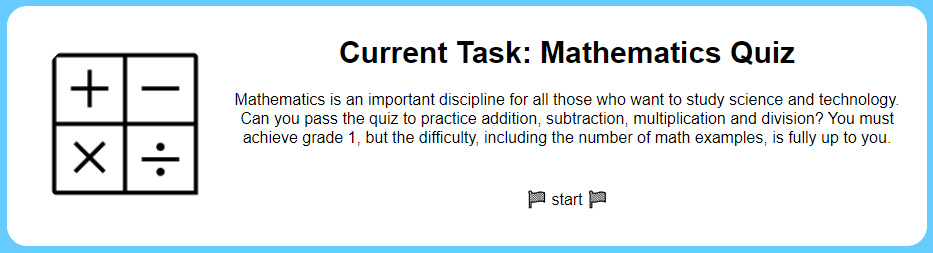 Current Task: Mathematics Quiz
Mathematics is an important discipline for all those who want to study science and technology.
Can you pass the quiz to practice addition, subtraction, multiplication and division? You must
achieve grade 1, but the difficulty, including the number of math examples, is fully up to you.
+ −
× ÷
start